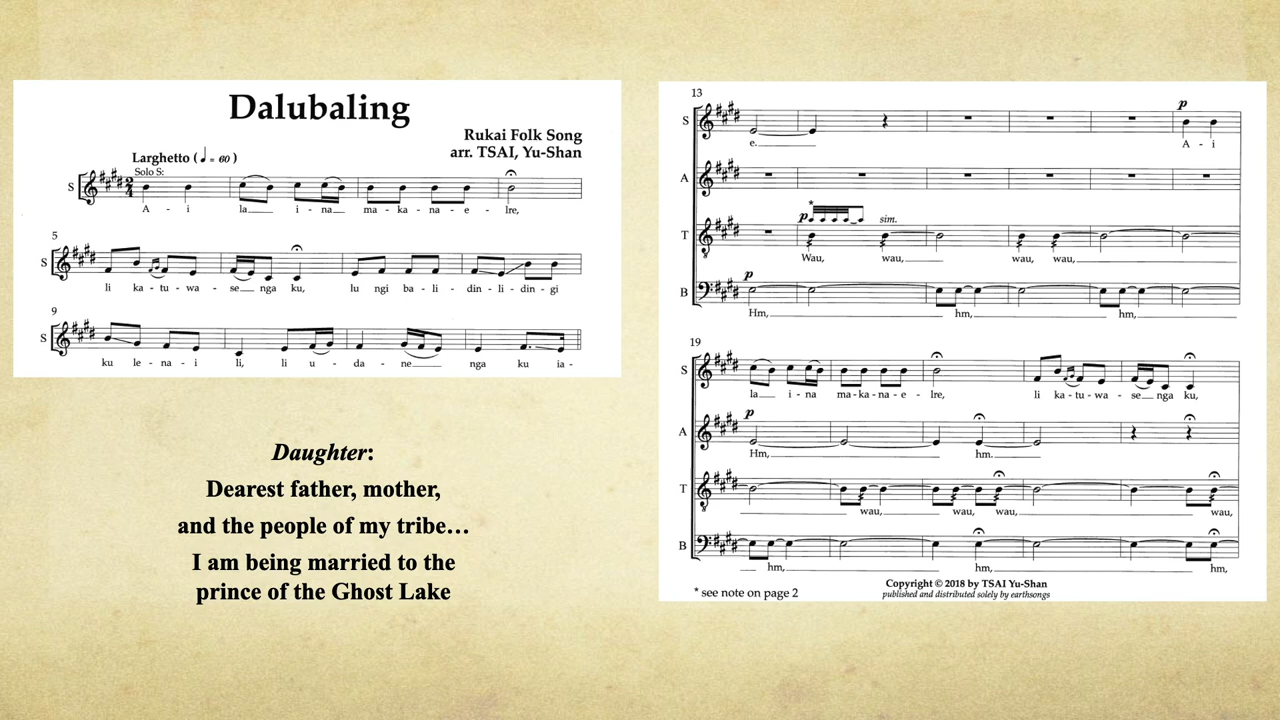 Dalubaling
Rukai Folk Song
arr. TSAI, Yu-Shan
Larghetto ( ♩ = 60 )
Solo S:
S
A - i la i - na ma - ka - na - e - lre,
5
S
li ka - tu - wa - se nga ku, lu ngi ba - li - din - li - din - gi
9
S
ku le - na - i li, li u - da - ne nga ku ia -
Daughter:
Dearest father, mother,
and the people of my tribe…
I am being married to the
prince of the Ghost Lake
13
p
S
e. A - i
A
* p sim.
T
Wau, wau, wau, wau,
p
B
Hm, hm, hm,
19
S
la i - na ma - ka - na - e - lre, li ka - tu - wa - se nga ku,
p
A
Hm, hm.
T
wau, wau, wau, wau,
B
hm, hm, hm,
* see note on page 2
Copyright © 2018 by TSAI Yu-Shan
published and distributed solely by earthsongs